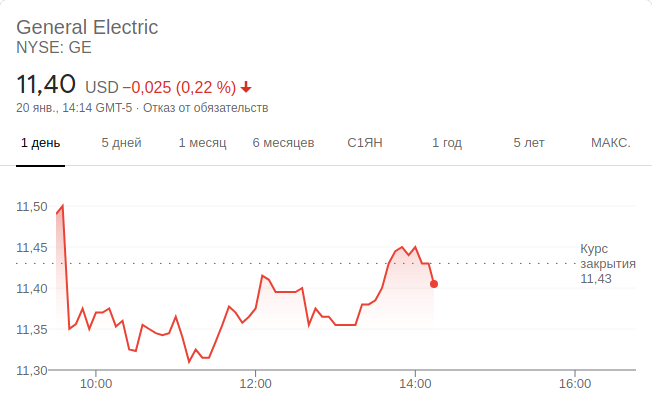 General Electric
NYSE: GE
11,40 USD −0,025 (0,22 %)
20 янв., 14:14 GMT-5 · Отказ от обязательств
1 день 5 дней 1 месяц 6 месяцев С1ЯН 1 год 5 лет МАКС.
11,50
11,45
Курс
закрытия
11,43
11,40
11,35
11,30
10:00 12:00 14:00 16:00